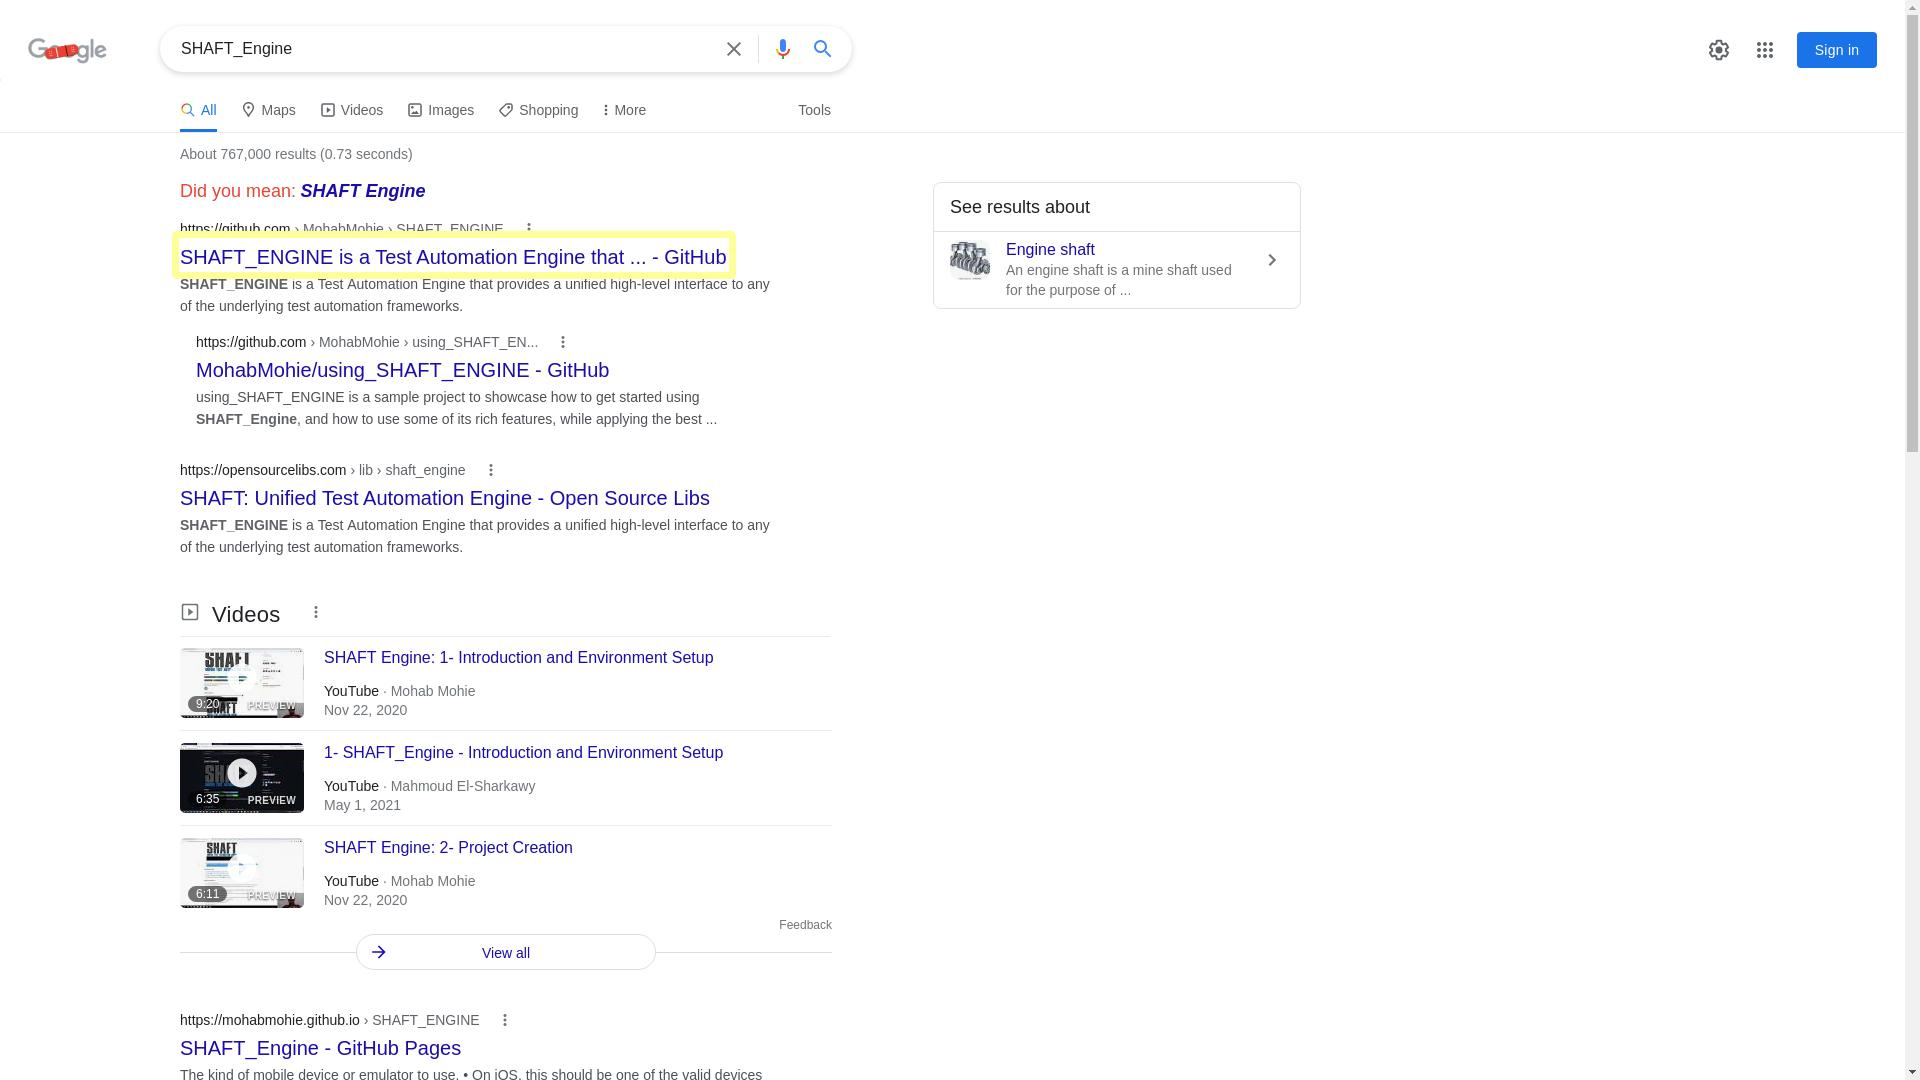 Google
SHAFT_Engine
Sign in
All
Maps
Videos
Images
Shopping
More
Tools
About 767,000 results (0.73 seconds)
Did you mean: SHAFT Engine
https://github.com › MohabMohie › SHAFT_ENGINE
SHAFT_ENGINE is a Test Automation Engine that ... - GitHub
SHAFT_ENGINE is a Test Automation Engine that provides a unified high-level interface to any
of the underlying test automation frameworks.
https://github.com › MohabMohie › using_SHAFT_EN...
MohabMohie/using_SHAFT_ENGINE - GitHub
using_SHAFT_ENGINE is a sample project to showcase how to get started using
SHAFT_Engine, and how to use some of its rich features, while applying the best ...
https://opensourcelibs.com › lib › shaft_engine
SHAFT: Unified Test Automation Engine - Open Source Libs
SHAFT_ENGINE is a Test Automation Engine that provides a unified high-level interface to any
of the underlying test automation frameworks.
Videos
SHAFT
9:20
PREVIEW
SHAFT Engine: 1- Introduction and Environment Setup
YouTube · Mohab Mohie
Nov 22, 2020
6:35
PREVIEW
1- SHAFT_Engine - Introduction and Environment Setup
YouTube · Mahmoud El-Sharkawy
May 1, 2021
SHAFT
6:11
PREVIEW
SHAFT Engine: 2- Project Creation
YouTube · Mohab Mohie
Nov 22, 2020
Feedback
View all
https://mohabmohie.github.io › SHAFT_ENGINE
SHAFT_Engine - GitHub Pages
The kind of mobile device or emulator to use. • On iOS, this should be one of the valid devices
See results about
Engine shaft
An engine shaft is a mine shaft used
for the purpose of ...